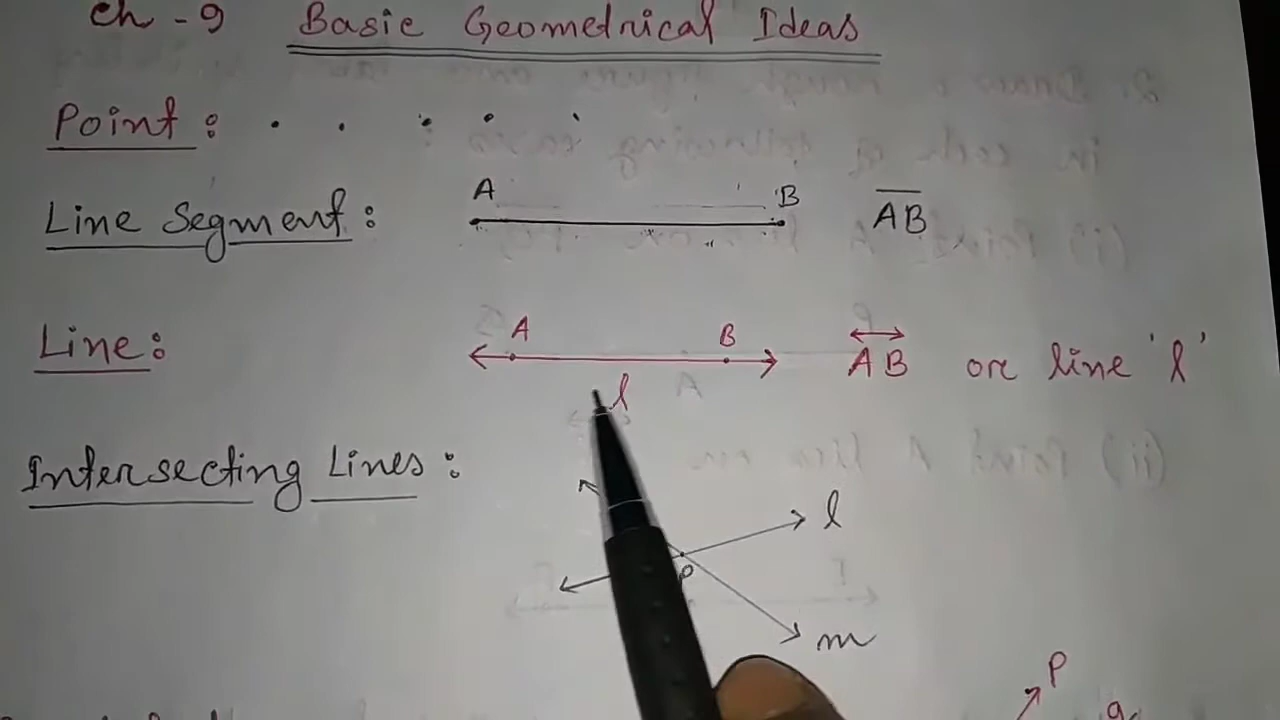 Ch - 9 Basic Geometrical Ideas
Point :
Line Segment :
A B
AB
Line :
A B
l
AB or line 'l'
Intersecting Lines :
l
P
m
P